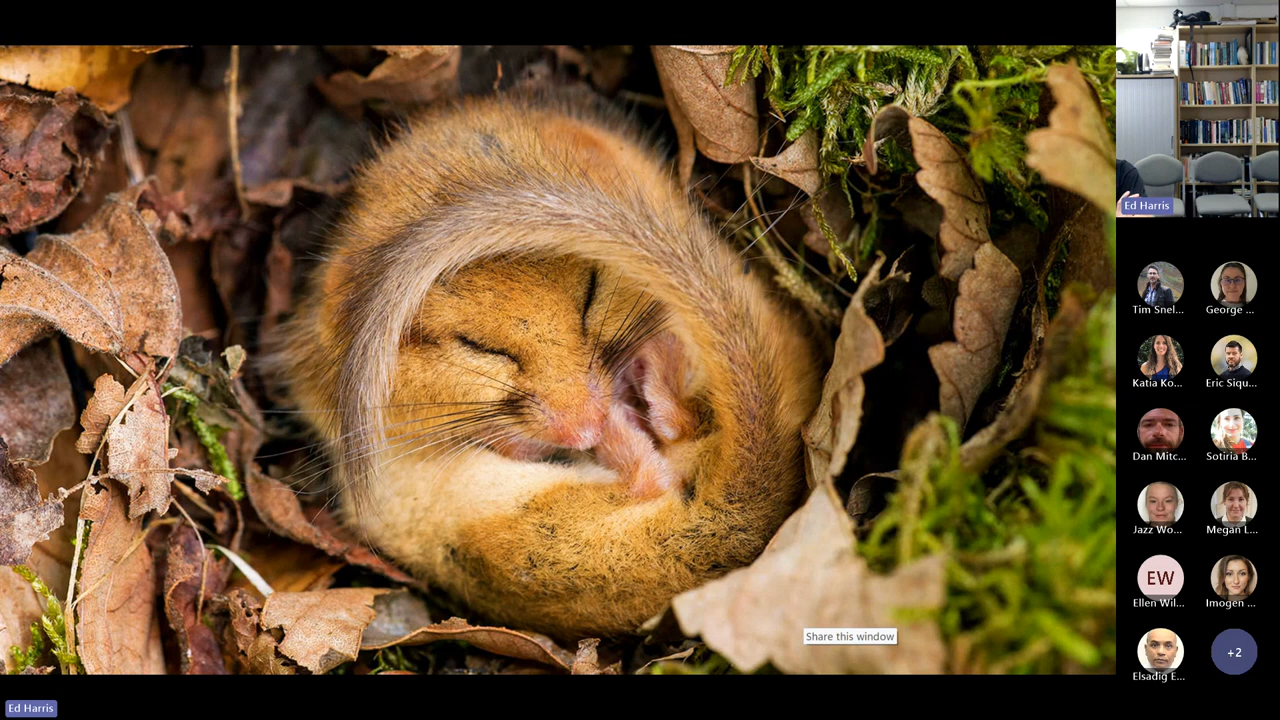 Ed Harris
Tim Snel...
George ...
Katia Ko...
Eric Siqu...
Dan Mitc...
Sotiria B...
Jazz Wo...
Megan L...
EW
Ellen Wil...
Imogen ...
Share this window
Elsadig E...
+2
Ed Harris